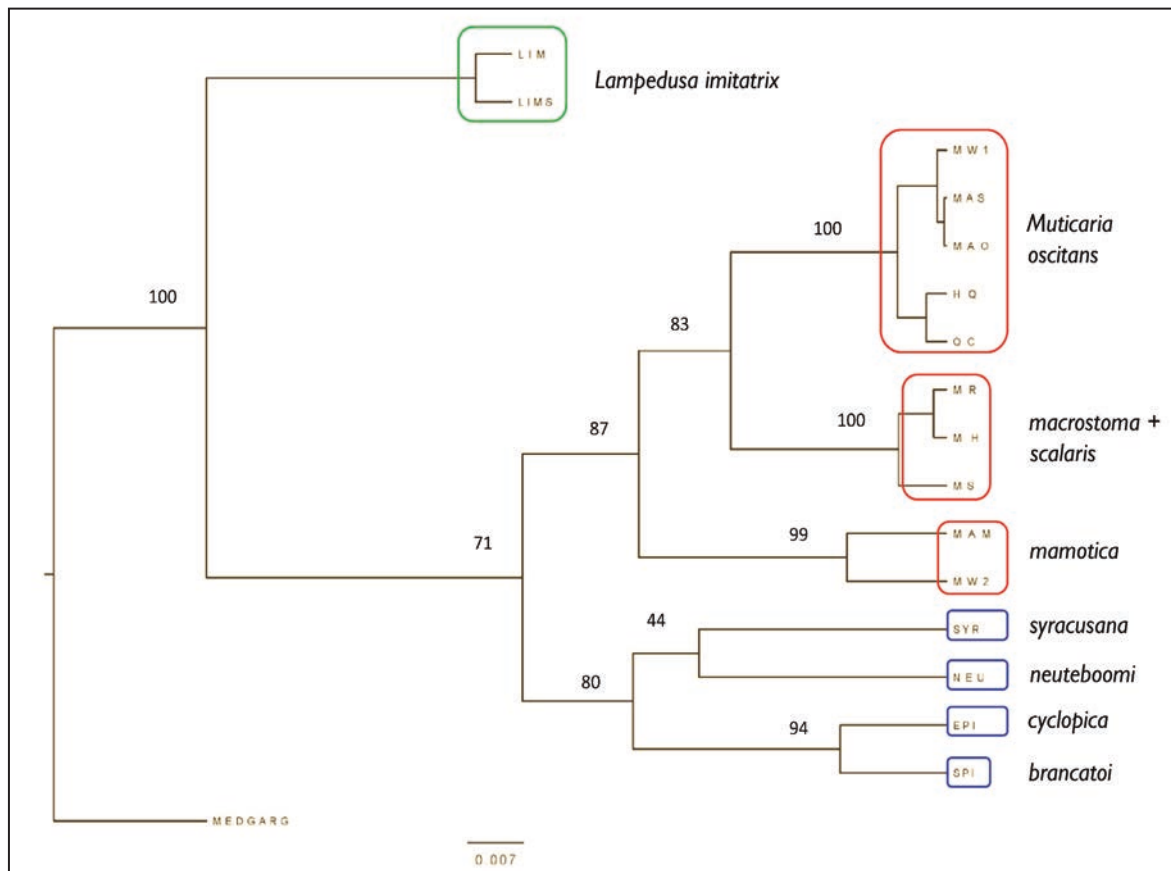 LIM
LIMS
Lampedusa imitatrix
MW1
MAS
MAO
HQ
QC
Muticaria
oscitans
100
100
83
MR
MH
MS
macrostoma +
scalaris
100
87
MAM
MW2
mamotica
99
71
SYR
syracusana
44
NEU
neuteboomi
80
EPI
cyclopica
94
SPI
brancatoi
MEDGARG
0.007